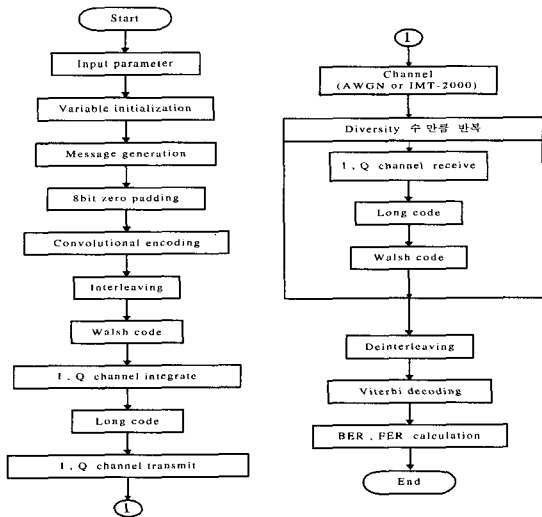 Start
Input parameter
Variable initialization
Message generation
8bit zero padding
Convolutional encoding
Interleaving
Walsh code
I, Q channel integrate
Long code
I, Q channel transmit
1
1
Channel
(AWGN or IMT-2000)
Diversity 수 만큼 반복
I, Q channel receive
Long code
Walsh code
Deinterleaving
Viterbi decoding
BER, FER calculation
End